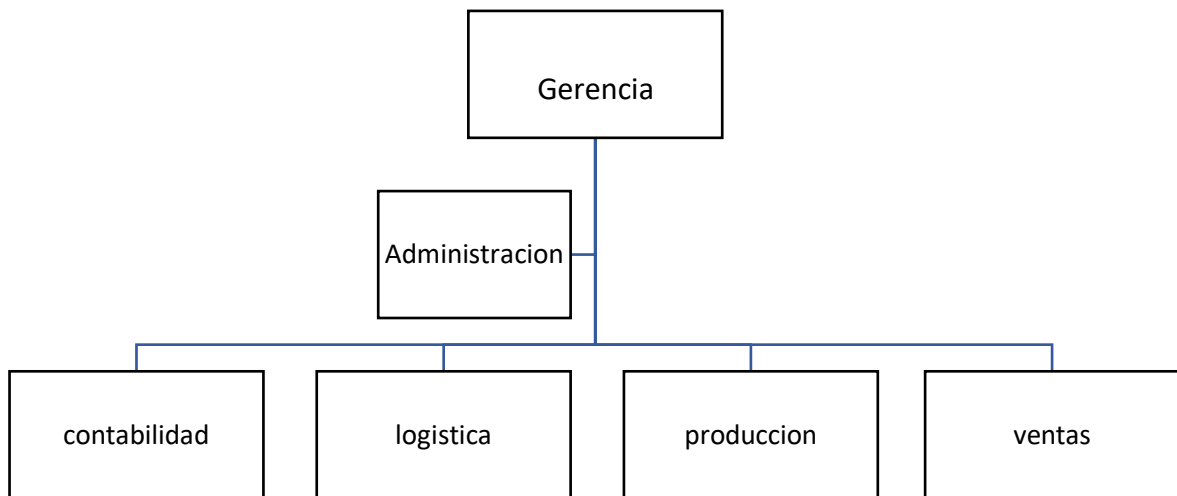 Gerencia
Administracion
contabilidad
logistica
produccion
ventas